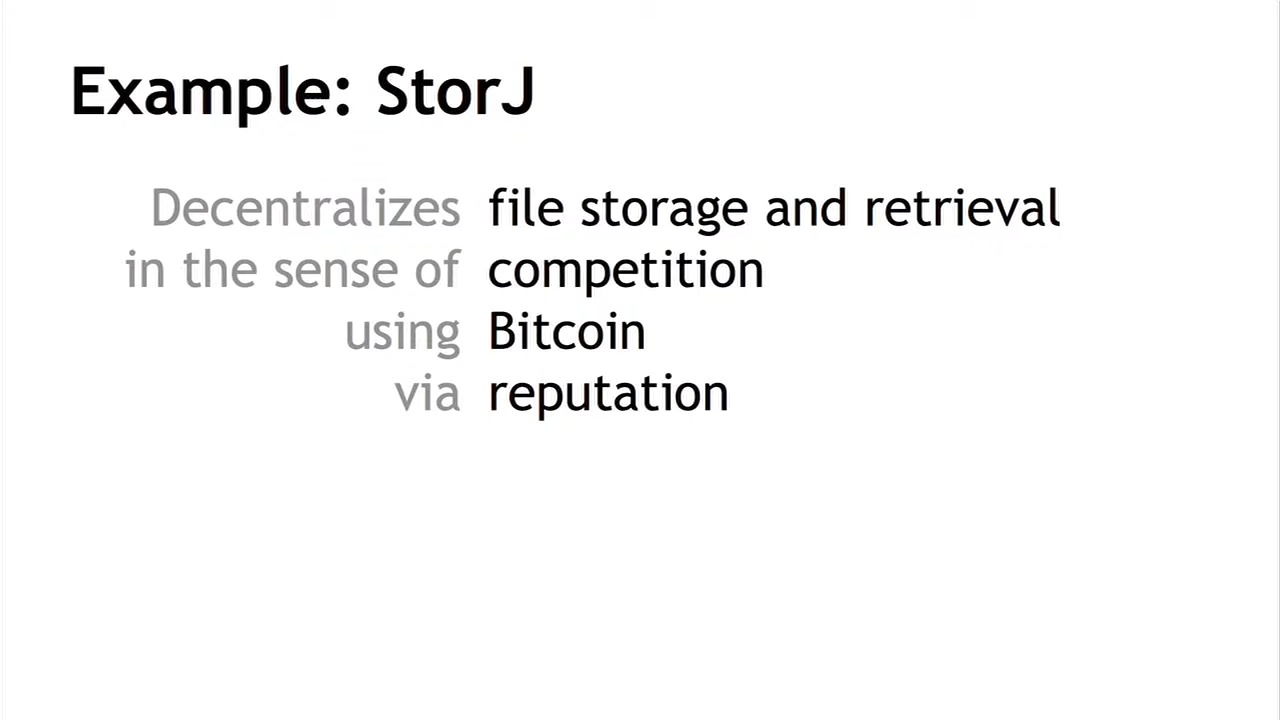 Example: StorJ
Decentralizes file storage and retrieval
in the sense of competition
using Bitcoin
via reputation